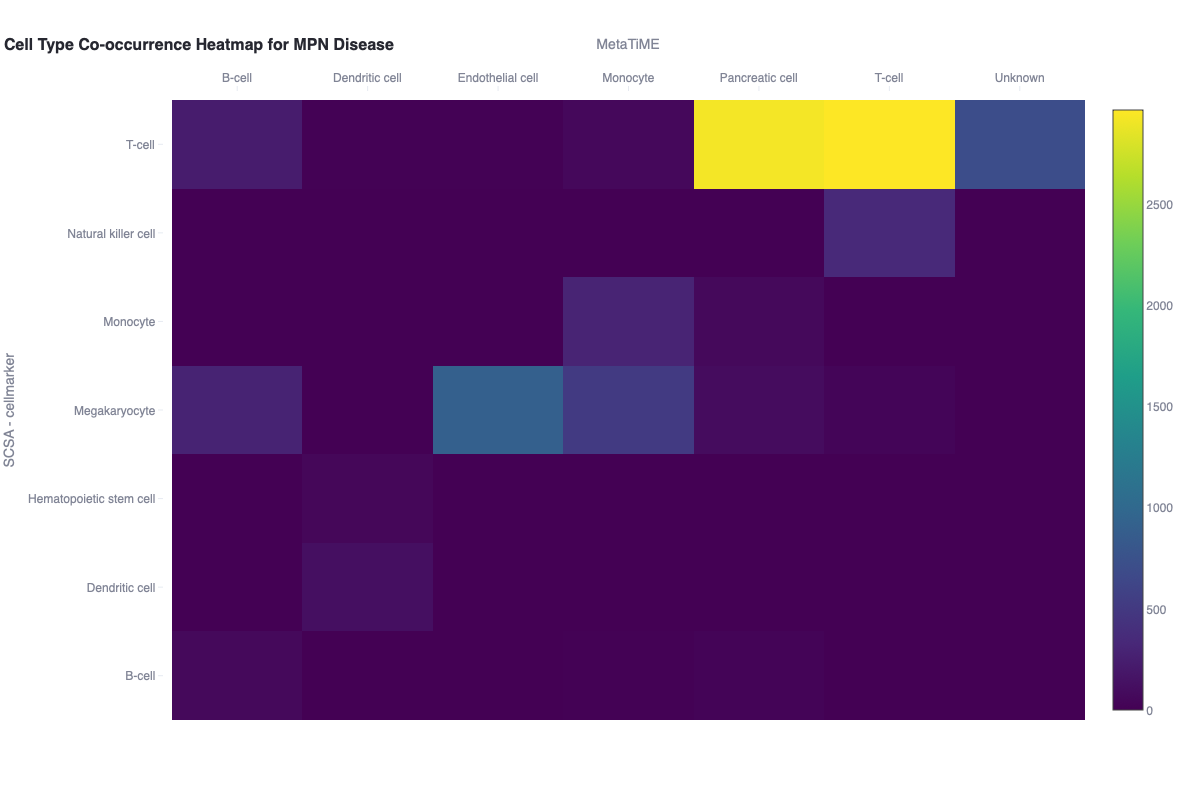 Cell Type Co-occurrence Heatmap for MPN Disease
MetaTiME
B-cell
Dendritic cell
Endothelial cell
Monocyte
Pancreatic cell
T-cell
Unknown
T-cell
Natural killer cell
Monocyte
Megakaryocyte
Hematopoietic stem cell
Dendritic cell
B-cell
SCSA - cellmarker
2500
2000
1500
1000
500
0